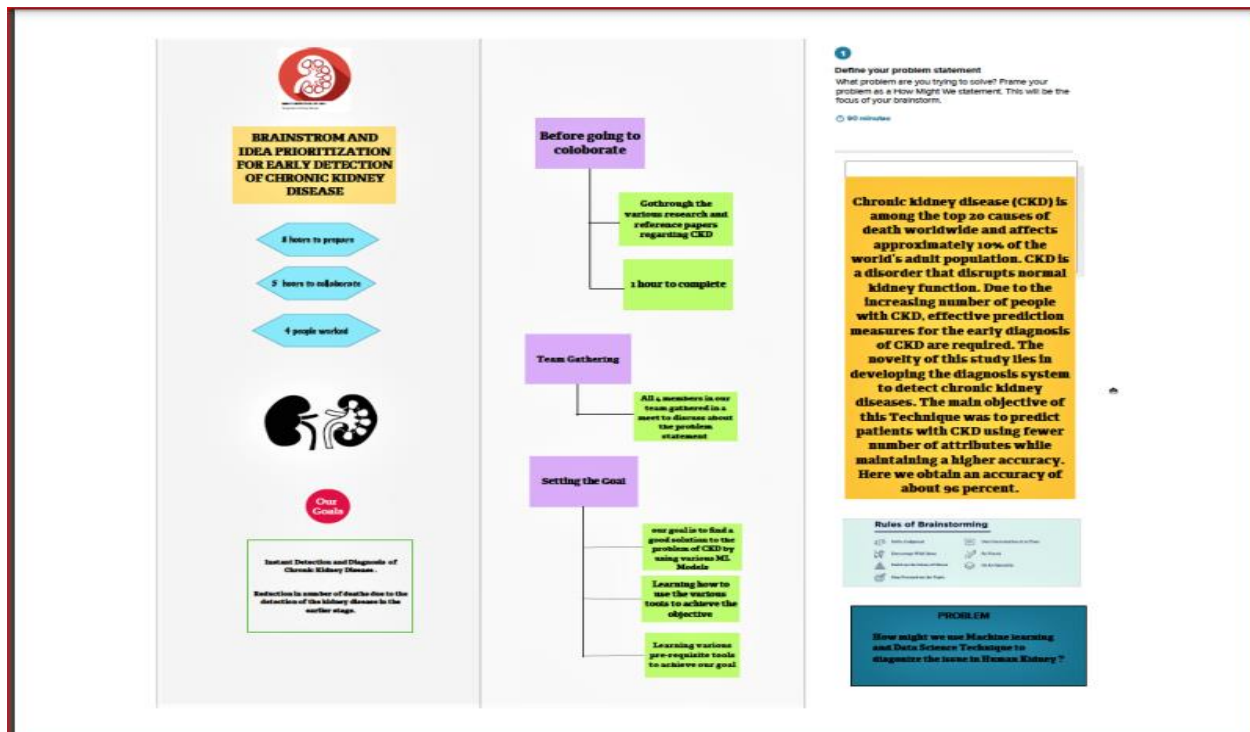 BRAINSTROM AND
IDEA PRIORITIZATION
FOR EARLY DETECTION
OF CHRONIC KIDNEY
DISEASE
8 hours to prepare
5 hours to collaborate
4 people worked
Our
Goals
Instant Detection and Diagnosis of
Chronic Kidney Disease .
Reduction in number of deaths due to the
detection of the kidney disease in the
earlier stage.
Before going to
coloborate
Gothrough the
various research and
reference papers
regarding CKD
1 hour to complete
Team Gathering
All 4 members in our
team gathered in a
meet to discuss about
the problem
statement
Setting the Goal
our goal is to find a
good solution to the
problem of CKD by
using various ML
Models
Learning how to
use the various
tools to achieve the
objective
Learning various
pre-requisite tools
to achieve our goal
1
Define your problem statement
What problem are you trying to solve? Frame your
problem as a How Might We statement. This will be the
focus of your brainstorm.
90 minutes
Chronic kidney disease (CKD) is
among the top 20 causes of
death worldwide and affects
approximately 10% of the
world's adult population. CKD is
a disorder that disrupts normal
kidney function. Due to the
increasing number of people
with CKD, effective prediction
measures for the early diagnosis
of CKD are required. The
novelty of this study lies in
developing the diagnosis system
to detect chronic kidney
diseases. The main objective of
this Technique was to predict
patients with CKD using fewer
number of attributes while
maintaining a higher accuracy.
Here we obtain an accuracy of
about 96 percent.
Rules of Brainstorming
PROBLEM
How might we use Machine learning
and Data Science Technique to
diagonize the issue in Human Kidney ?